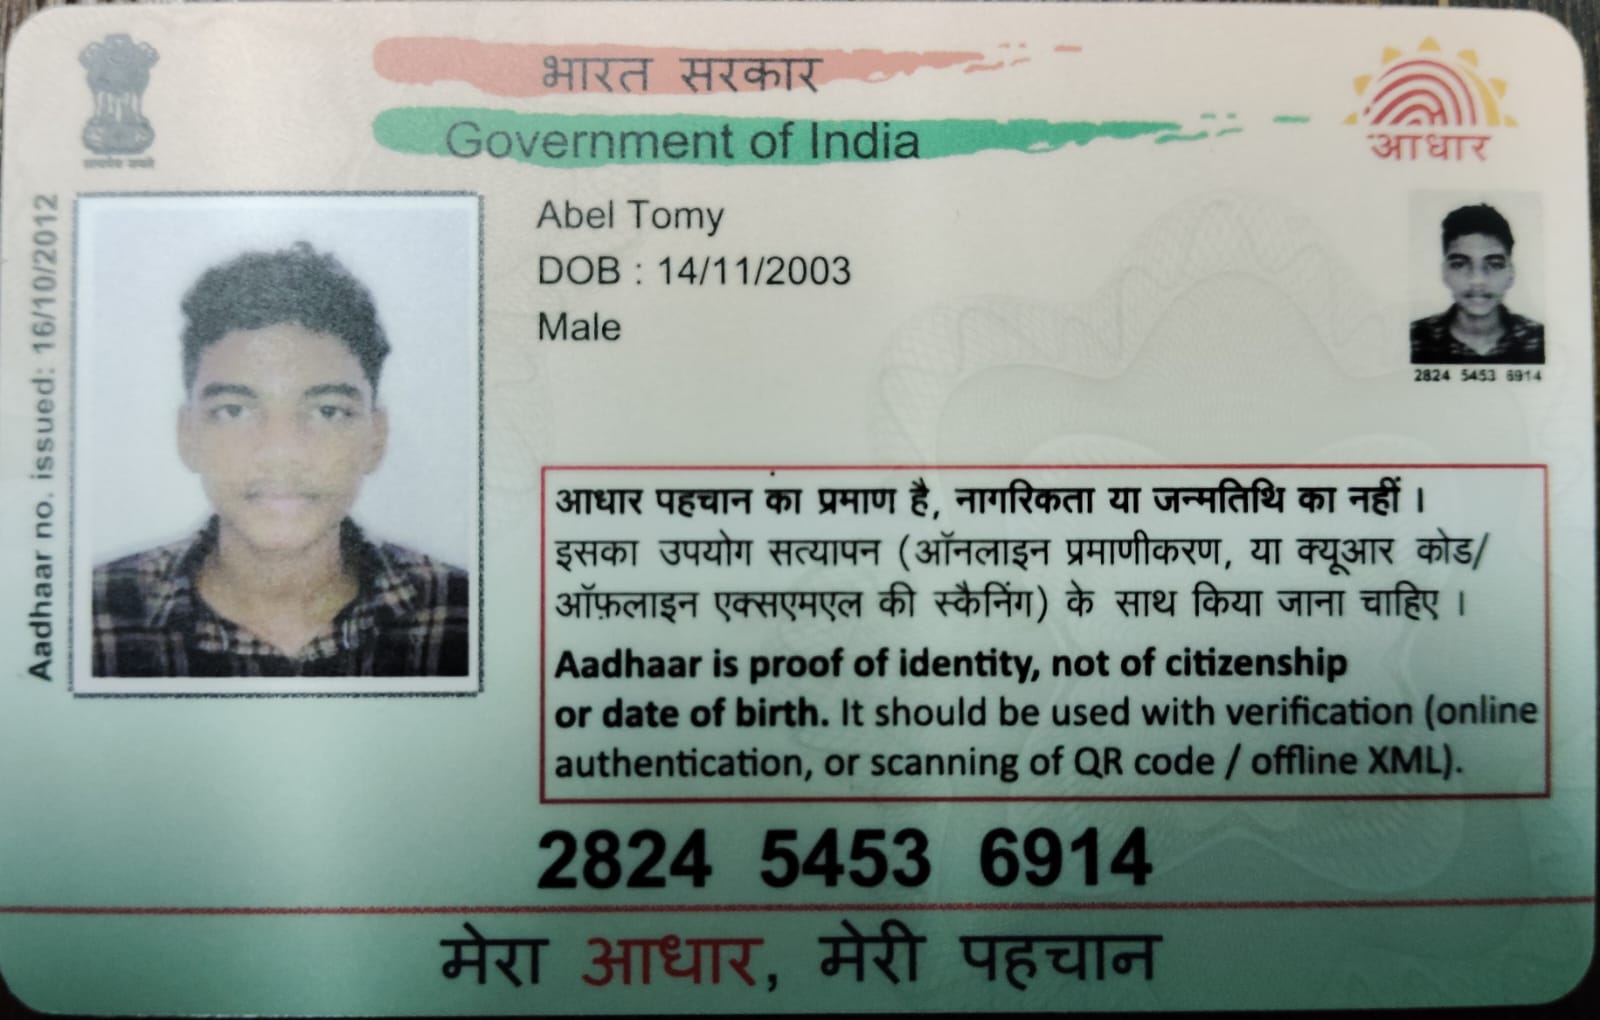 भारत सरकार
Government of India
सत्यमेव जयते
आधार
Aadhaar no. issued: 16/10/2012
Abel Tomy
DOB : 14/11/2003
Male
2824 5453 6914
आधार पहचान का प्रमाण है, नागरिकता या जन्मतिथि का नहीं ।
इसका उपयोग सत्यापन (ऑनलाइन प्रमाणीकरण, या क्यूआर कोड/
ऑफ़लाइन एक्सएमएल की स्कैनिंग) के साथ किया जाना चाहिए ।
Aadhaar is proof of identity, not of citizenship
or date of birth. It should be used with verification (online
authentication, or scanning of QR code / offline XML).
2824 5453 6914
मेरा आधार, मेरी पहचान